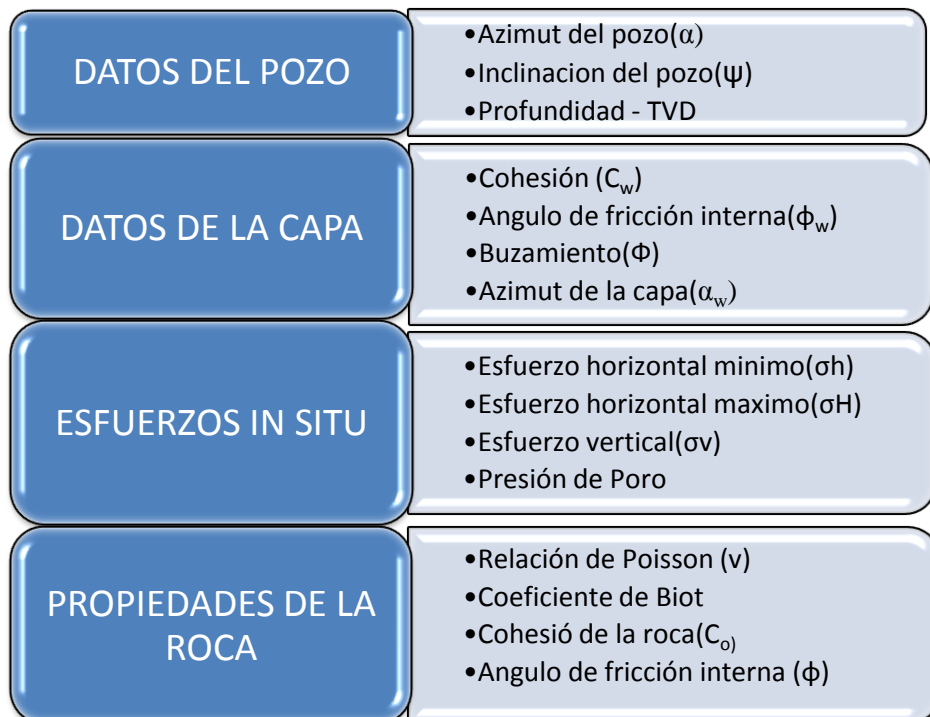 DATOS DEL POZO
•Azimut del pozo(α)
•Inclinacion del pozo(ψ)
•Profundidad - TVD
DATOS DE LA CAPA
•Cohesión (Cw)
•Angulo de fricción interna(ϕw)
•Buzamiento(Φ)
•Azimut de la capa(αw)
ESFUERZOS IN SITU
•Esfuerzo horizontal minimo(σh)
•Esfuerzo horizontal maximo(σH)
•Esfuerzo vertical(σv)
•Presión de Poro
PROPIEDADES DE LA
ROCA
•Relación de Poisson (v)
•Coeficiente de Biot
•Cohesió de la roca(Co)
•Angulo de fricción interna (ϕ)